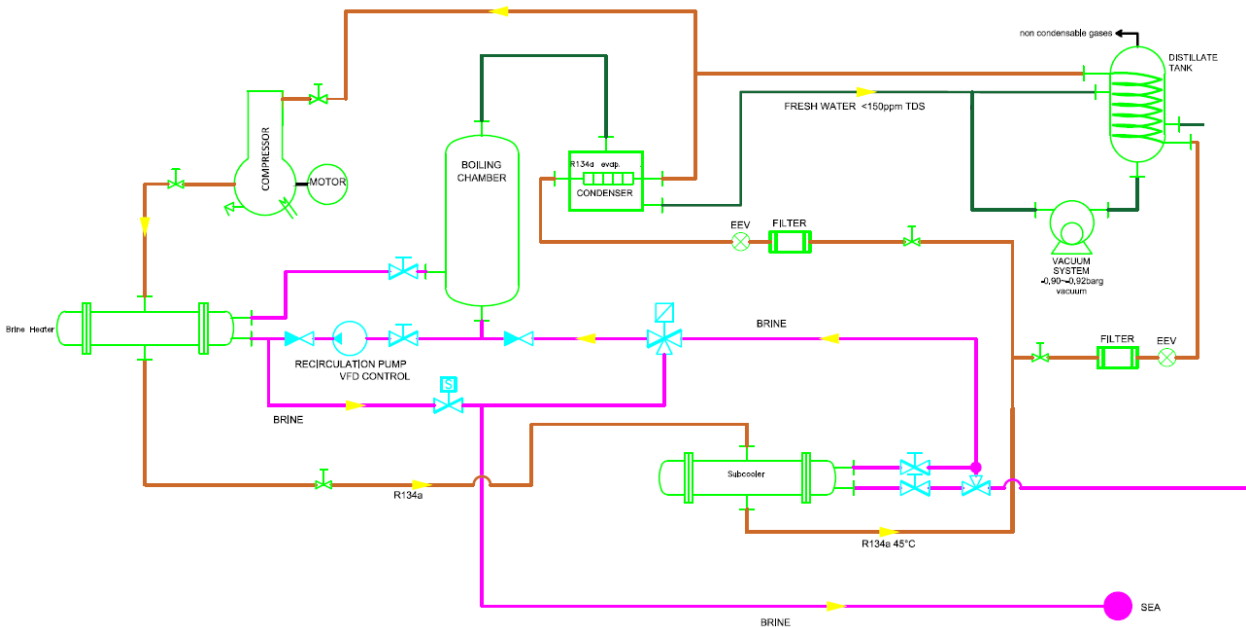 non condensable gases
DISTILLATE
TANK
FRESH WATER <150ppm TDS
COMPRESSOR
MOTOR
BOILING
CHAMBER
R134a evap.
CONDENSER
EEV
FILTER
VACUUM
SYSTEM
-0,90~-0,92barg
vacuum
Brine Heater
BRINE
RECIRCULATION PUMP
VFD CONTROL
FILTER
EEV
S
BRINE
Subcooler
R134a
R134a 45°C
SEA
BRINE